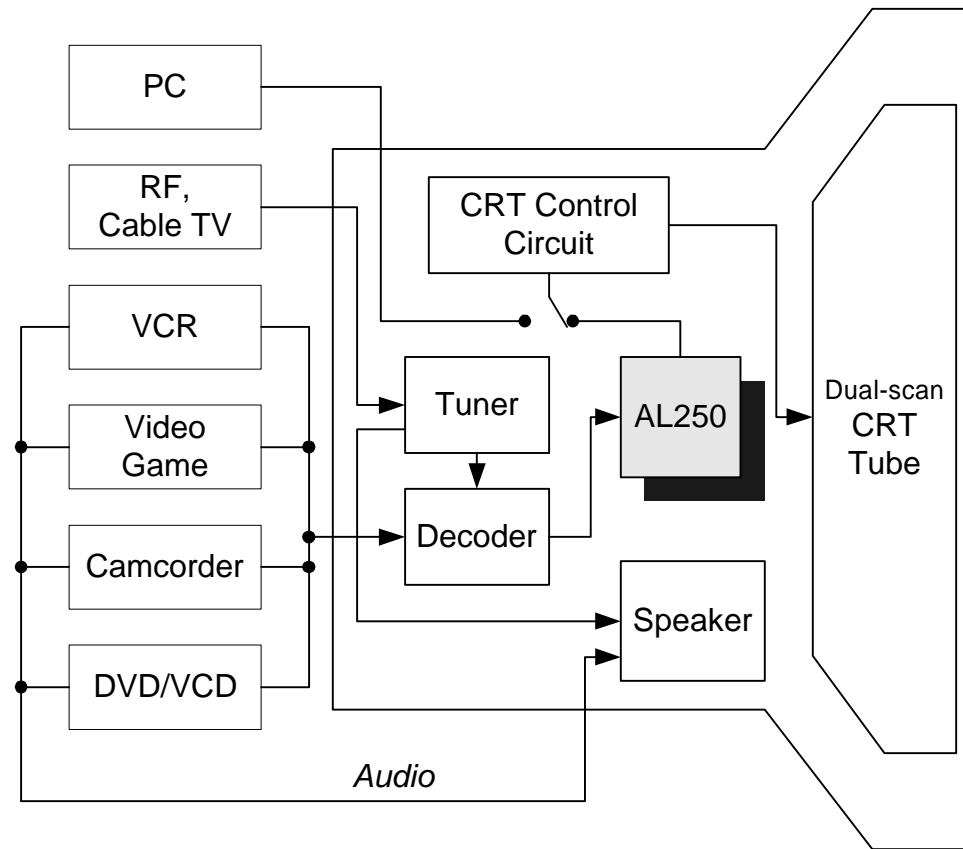 PC
RF,
Cable TV
VCR
Video
Game
Camcorder
DVD/VCD
Audio
CRT Control
Circuit
Tuner
Decoder
AL250
Speaker
Dual-scan
CRT
Tube